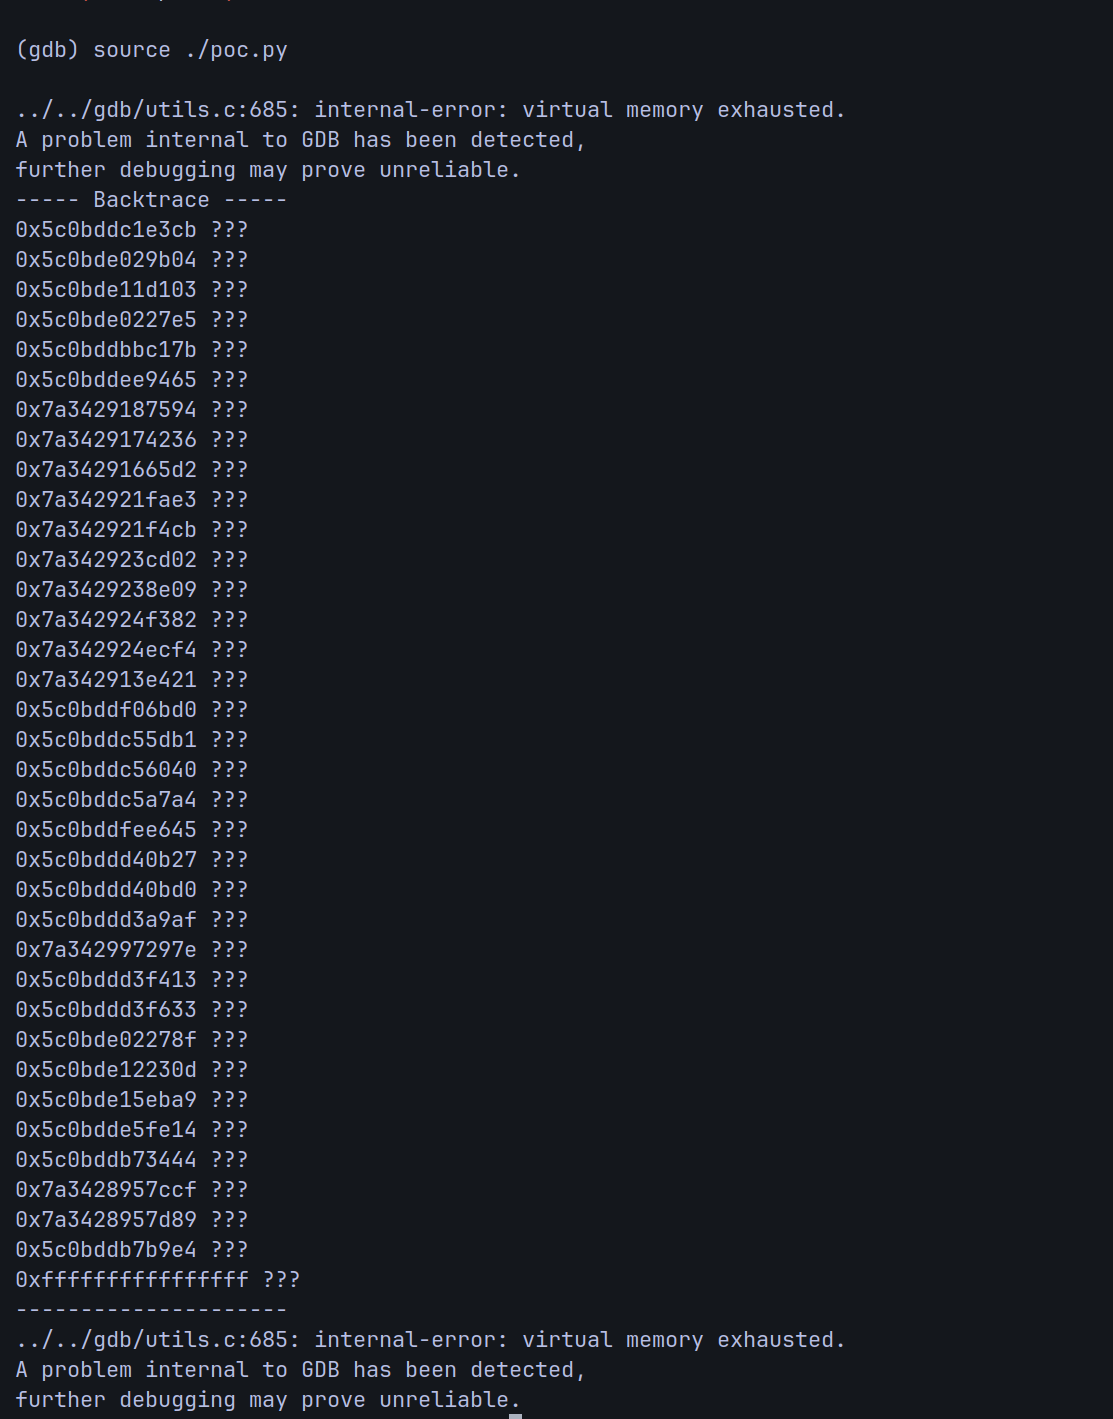 (gdb) source ./poc.py
../../gdb/utils.c:685: internal-error: virtual memory exhausted.
A problem internal to GDB has been detected,
further debugging may prove unreliable.
----- Backtrace -----
0x5c0bddc1e3cb ???
0x5c0bde029b04 ???
0x5c0bde11d103 ???
0x5c0bde0227e5 ???
0x5c0bddbbc17b ???
0x5c0bddee9465 ???
0x7a3429187594 ???
0x7a3429174236 ???
0x7a34291665d2 ???
0x7a342921fae3 ???
0x7a342921f4cb ???
0x7a342923cd02 ???
0x7a3429238e09 ???
0x7a342924f382 ???
0x7a342924ecf4 ???
0x7a342913e421 ???
0x5c0bddf06bd0 ???
0x5c0bddc55db1 ???
0x5c0bddc56040 ???
0x5c0bddc5a7a4 ???
0x5c0bddfee645 ???
0x5c0bddd40b27 ???
0x5c0bddd40bd0 ???
0x5c0bddd3a9af ???
0x7a342997297e ???
0x5c0bddd3f413 ???
0x5c0bddd3f633 ???
0x5c0bde02278f ???
0x5c0bde12230d ???
0x5c0bde15eba9 ???
0x5c0bdde5fe14 ???
0x5c0bddb73444 ???
0x7a3428957ccf ???
0x7a3428957d89 ???
0x5c0bddb7b9e4 ???
0xffffffffffffffff ???
---------------------
../../gdb/utils.c:685: internal-error: virtual memory exhausted.
A problem internal to GDB has been detected,
further debugging may prove unreliable.